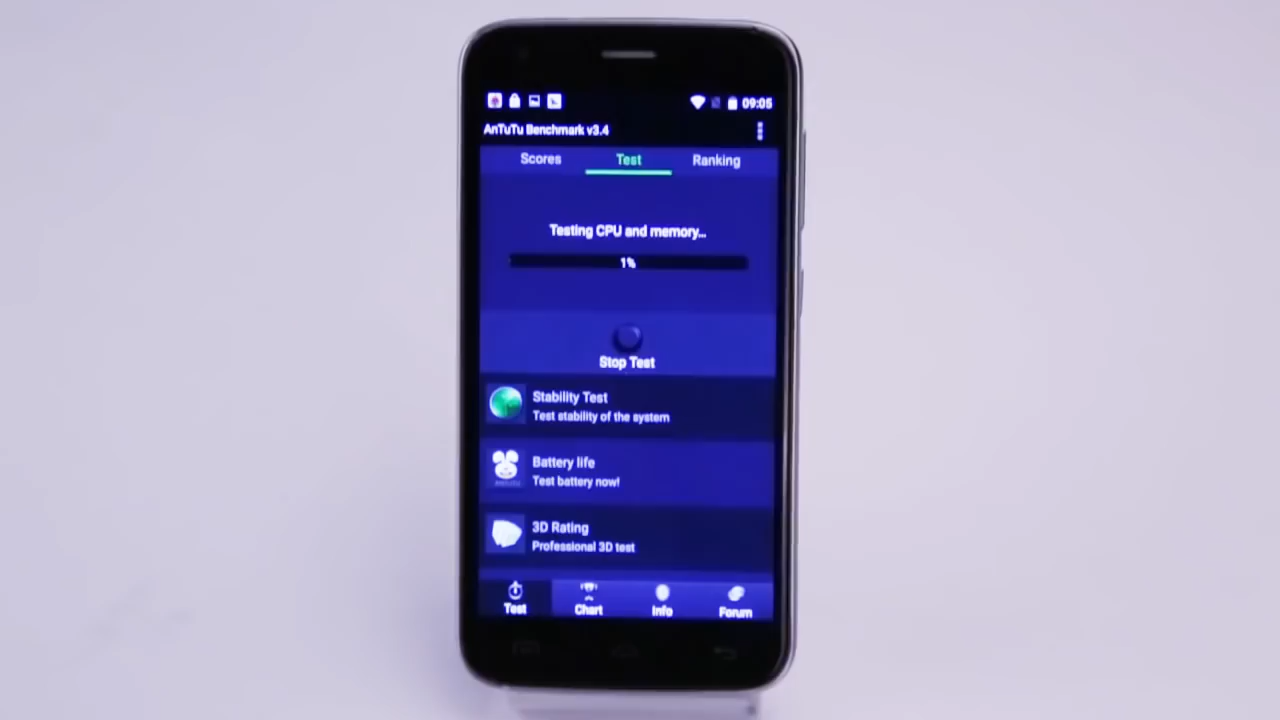 09:05
AnTuTu Benchmark v3.4
Scores Test Ranking
Testing CPU and memory...
1%
Stop Test
Stability Test
Test stability of the system
Battery life
Test battery now!
3D Rating
Professional 3D test
Test Chart Info Forum